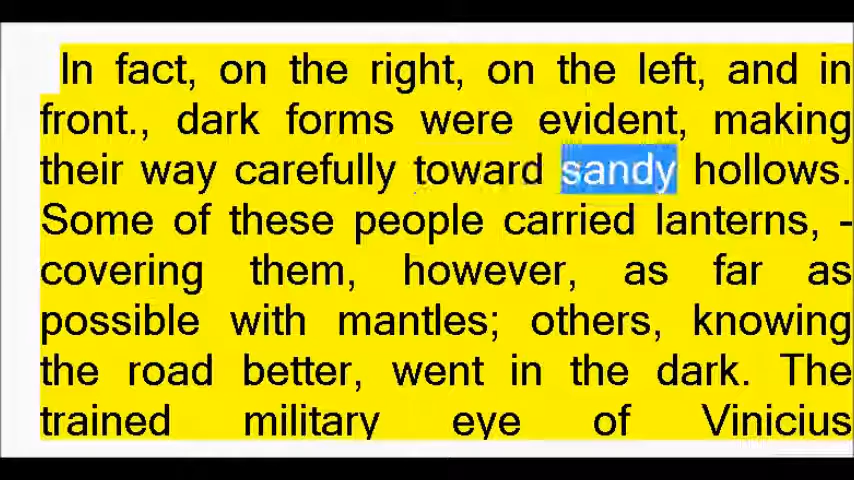 In fact, on the right, on the left, and in
front., dark forms were evident, making
their way carefully toward sandy hollows.
Some of these people carried lanterns, -
covering them, however, as far as
possible with mantles; others, knowing
the road better, went in the dark. The
trained military eye of Vinicius